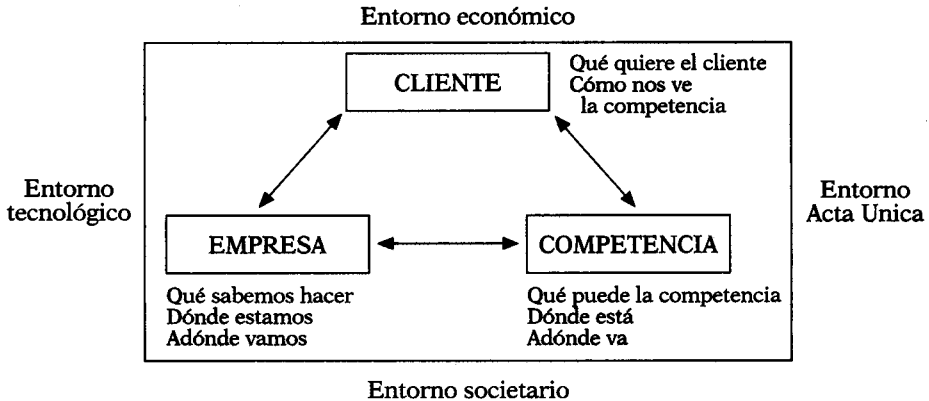 Entorno económico
CLIENTE
Qué quiere el cliente
Cómo nos ve
la competencia
Entorno
tecnológico
Entorno
Acta Unica
EMPRESA
COMPETENCIA
Qué sabemos hacer
Dónde estamos
Adónde vamos
Qué puede la competencia
Dónde está
Adónde va
Entorno societario